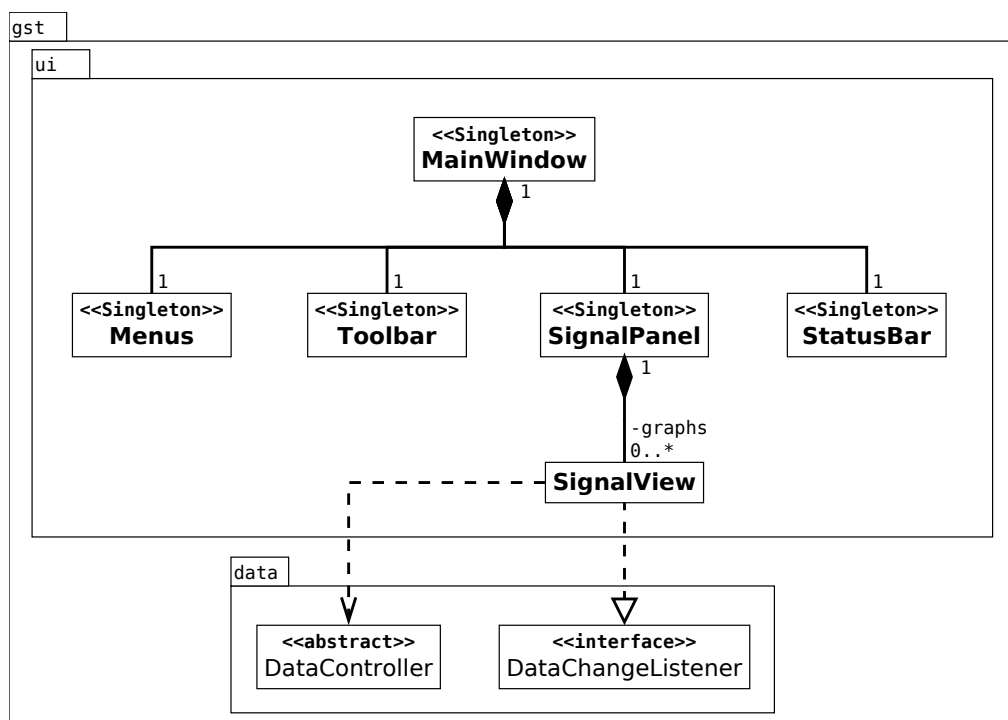 gst
ui
<<Singleton>>
MainWindow
1
1
1
1
1
<<Singleton>>
Menus
<<Singleton>>
Toolbar
<<Singleton>>
SignalPanel
<<Singleton>>
StatusBar
1
-graphs
0..*
SignalView
data
<<abstract>>
DataController
<<interface>>
DataChangeListener